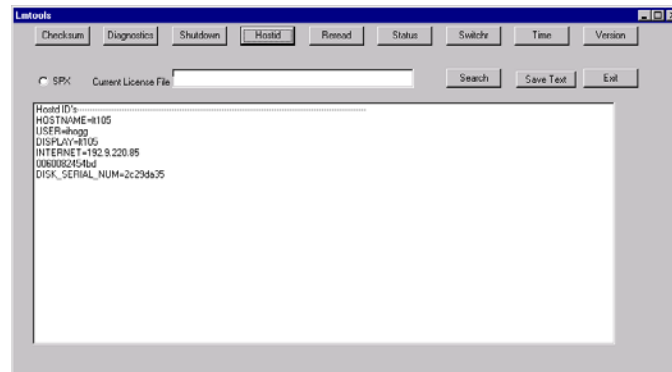 Lmtools
Checksum Diagnostics Shutdown Hostid Reread Status Switchr Time Version
SPX Current License File Search Save Text Exit
Hostid ID's------------------------------------------------------------
HOSTNAME=lt105
USER=ihogg
DISPLAY=lt105
INTERNET=192.9.220.85
0060082454bd
DISK_SERIAL_NUM=2c29da35